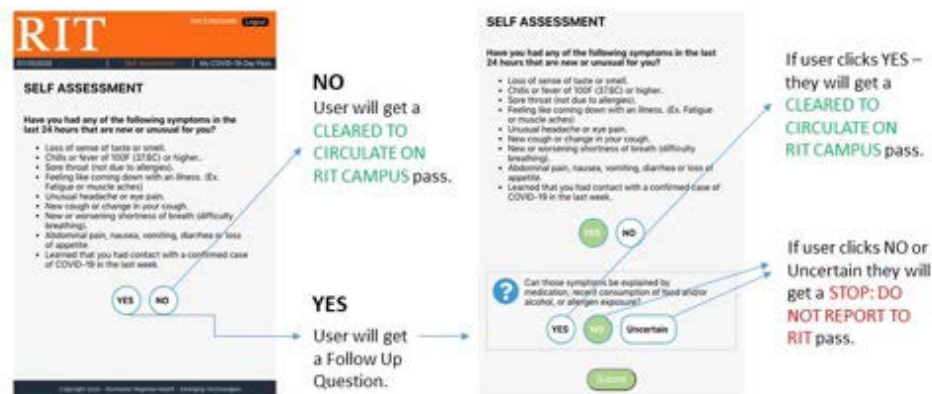 RIT
Logout
07/13/2020
Self Assessment
My COVID-19 Day Pass
SELF ASSESSMENT
Have you had any of the following symptoms in the
last 24 hours that are new or unusual for you?
• Loss of sense of taste or smell.
• Chills or fever of 100F (37.8C) or higher.
• Sore throat (not due to allergies).
• Feeling like coming down with an illness. (Ex.
Fatigue or muscle aches)
• Unusual headache or eye pain.
• New cough or change in your cough.
• New or worsening shortness of breath (difficulty
breathing).
• Abdominal pain, nausea, vomiting, diarrhea or loss
of appetite.
• Learned that you had contact with a confirmed case
of COVID-19 in the last week.
YES
NO
Copyright 2020 - Rochester Regional Health - Emerging Technologies
NO
User will get a
CLEARED TO
CIRCULATE ON
RIT CAMPUS pass.
YES
User will get
a Follow Up
Question.
SELF ASSESSMENT
Have you had any of the following symptoms in the last
24 hours that are new or unusual for you?
• Loss of sense of taste or smell.
• Chills or fever of 100F (37.8C) or higher.
• Sore throat (not due to allergies).
• Feeling like coming down with an illness. (Ex. Fatigue
or muscle aches)
• Unusual headache or eye pain.
• New cough or change in your cough.
• New or worsening shortness of breath (difficulty
breathing).
• Abdominal pain, nausea, vomiting, diarrhea or loss of
appetite.
• Learned that you had contact with a confirmed case of
COVID-19 in the last week.
YES
NO
?
Can those symptoms be explained by
medication, recent consumption of food and/or
alcohol, or allergen exposure?
YES
NO
Uncertain
Submit
If user clicks YES –
they will get a
CLEARED TO
CIRCULATE ON
RIT CAMPUS pass.
If user clicks NO or
Uncertain they will
get a STOP: DO
NOT REPORT TO
RIT pass.